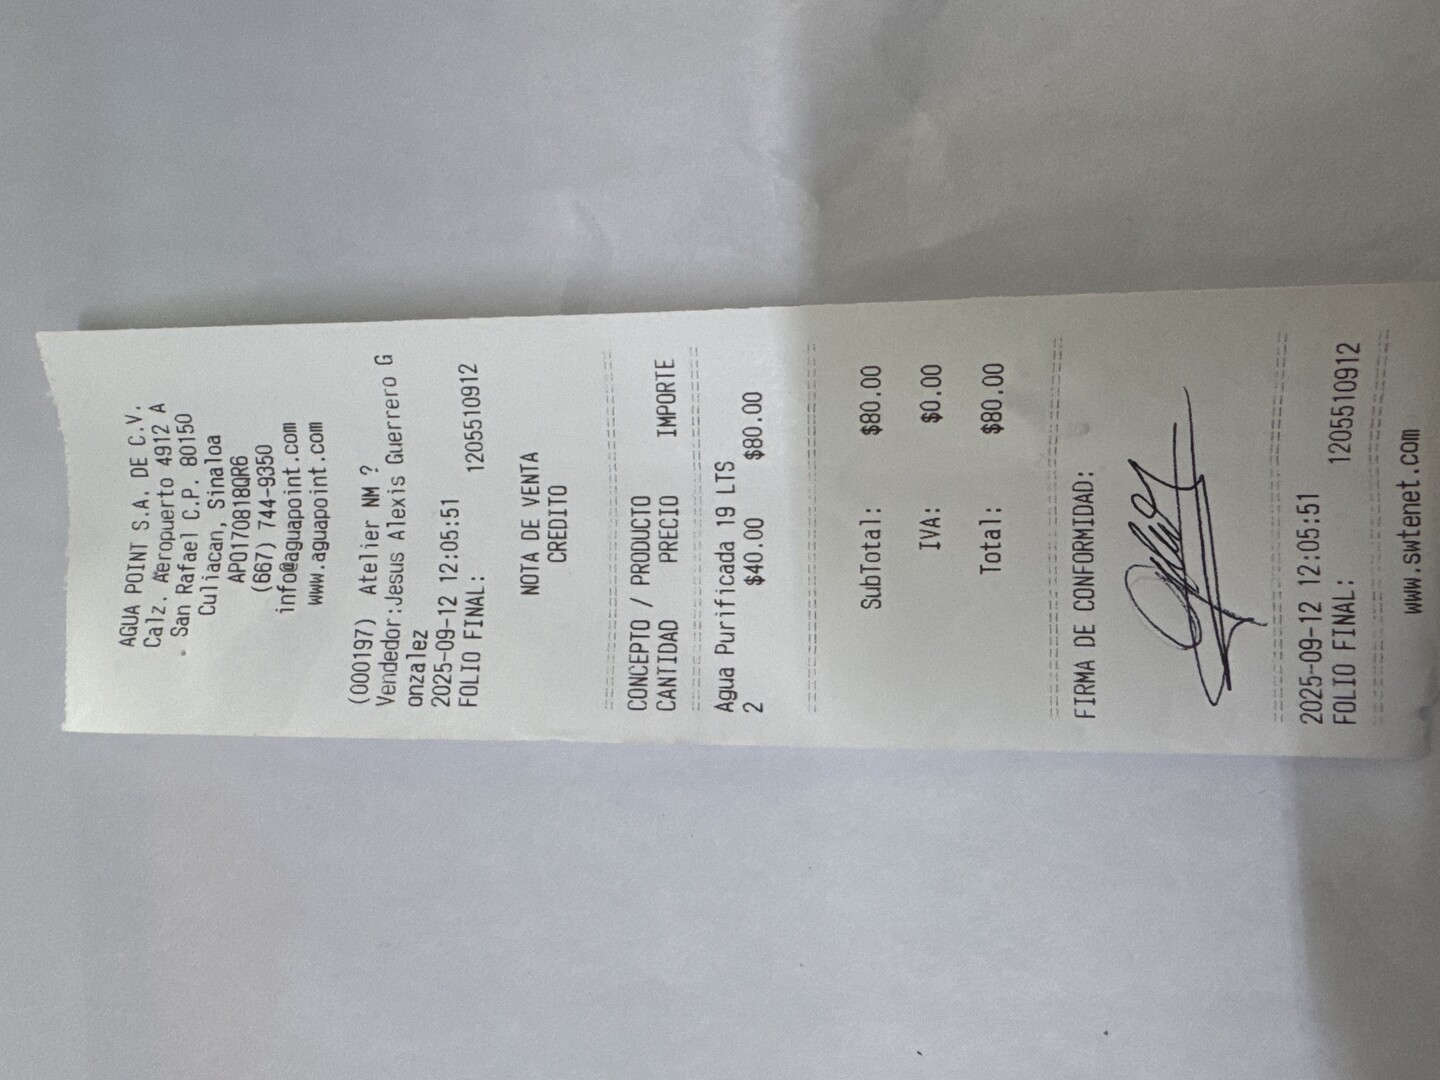 AGUA POINT S.A. DE C.V.
Calz. Aeropuerto 4912 A
San Rafael C.P. 80150
Culiacan, Sinaloa
APO170818QR6
(667) 744-9350
info@aguapoint.com
www.aguapoint.com
(000197) Atelier NM ?
Vendedor:Jesus Alexis Guerrero G
onzalez
2025-09-12 12:05:51
FOLIO FINAL: 1205510912
NOTA DE VENTA
CREDITO
CONCEPTO / PRODUCTO
CANTIDAD PRECIO IMPORTE
Agua Purificada 19 LTS
2 $40.00 $80.00
SubTotal: $80.00
IVA: $0.00
Total: $80.00
FIRMA DE CONFORMIDAD:
2025-09-12 12:05:51
FOLIO FINAL: 1205510912
www.swtenet.com